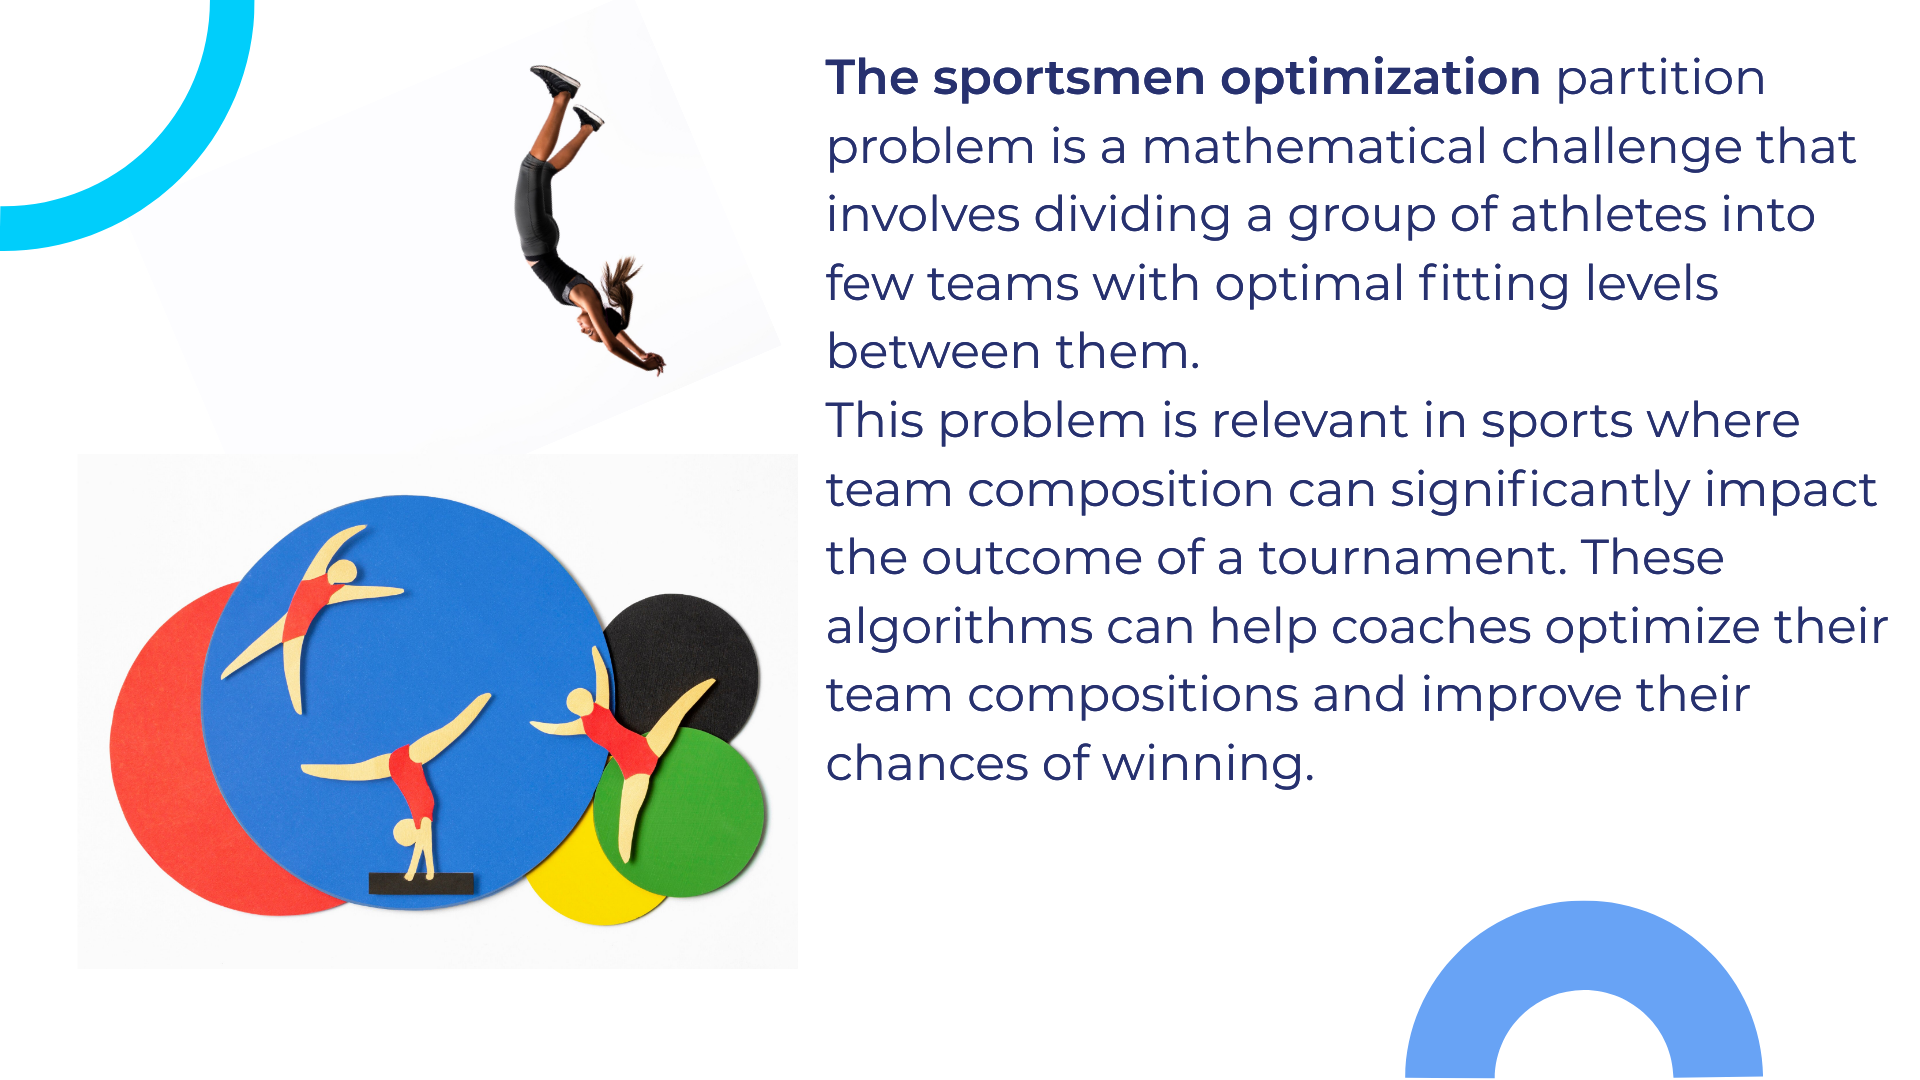 The sportsmen optimization partition
problem is a mathematical challenge that
involves dividing a group of athletes into
few teams with optimal fitting levels
between them.
This problem is relevant in sports where
team composition can significantly impact
the outcome of a tournament. These
algorithms can help coaches optimize their
team compositions and improve their
chances of winning.